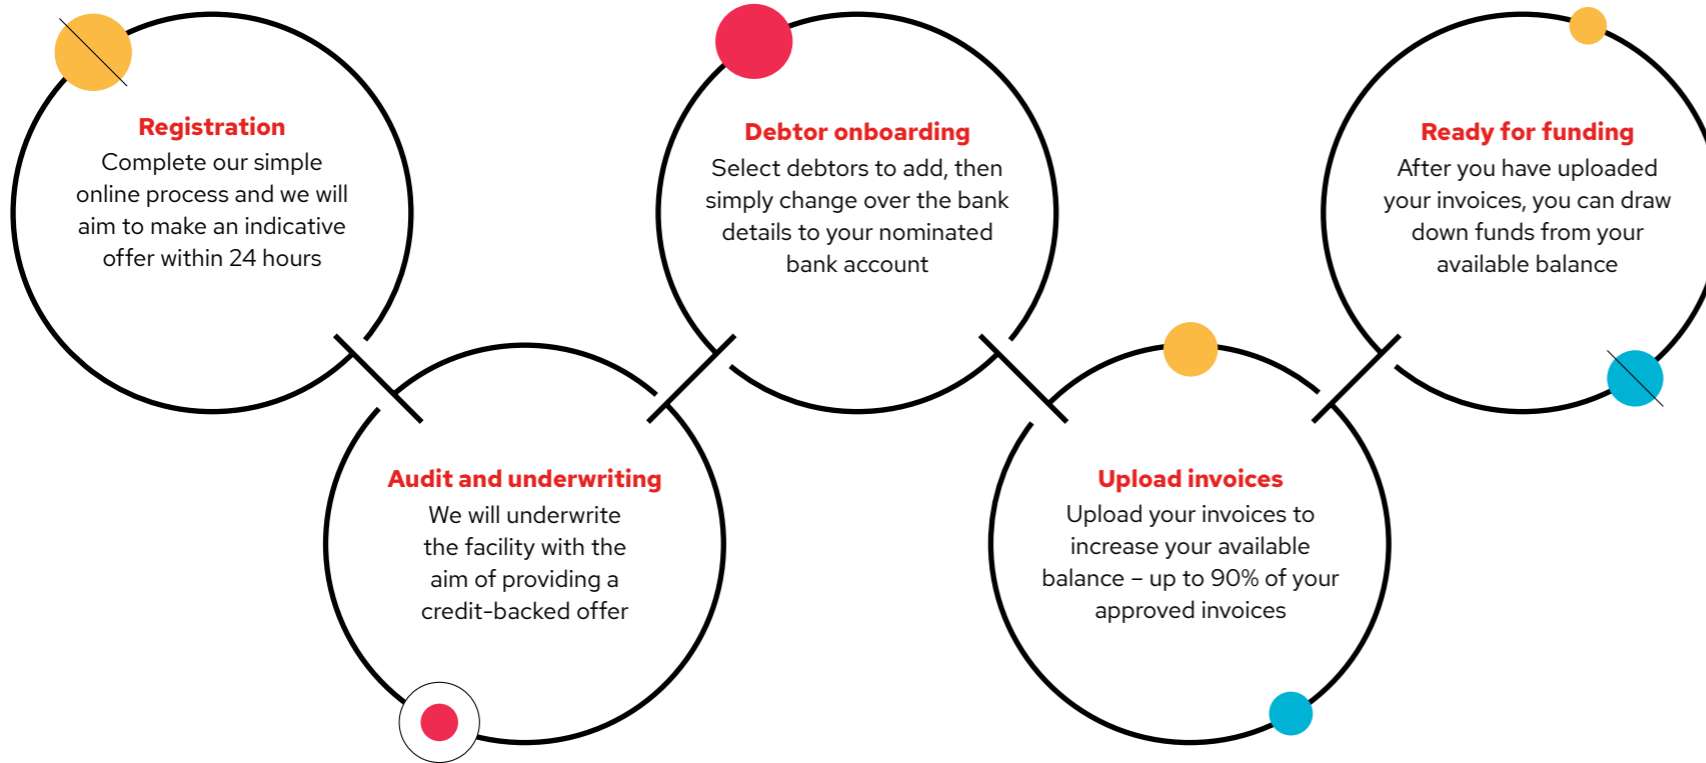 Registration
Complete our simple
online process and we will
aim to make an indicative
offer within 24 hours
Audit and underwriting
We will underwrite
the facility with the
aim of providing a
credit-backed offer
Debtor onboarding
Select debtors to add, then
simply change over the bank
details to your nominated
bank account
Upload invoices
Upload your invoices to
increase your available
balance – up to 90% of your
approved invoices
Ready for funding
After you have uploaded
your invoices, you can draw
down funds from your
available balance